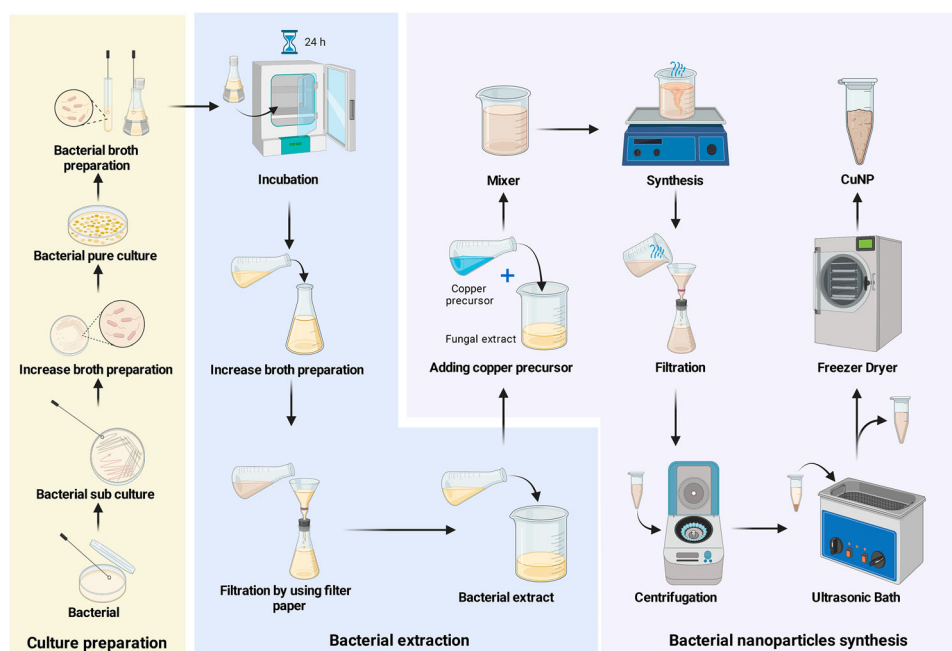 24 h
Bacterial broth
preparation
Bacterial pure culture
Increase broth preparation
Bacterial sub culture
Bacterial
Culture preparation
Incubation
Increase broth preparation
Filtration by using filter
paper
Bacterial extract
Bacterial extraction
Mixer
Copper
precursor
+
Fungal extract
Adding copper precursor
Synthesis
Filtration
Centrifugation
CuNP
Freezer Dryer
Ultrasonic Bath
Bacterial nanoparticles synthesis